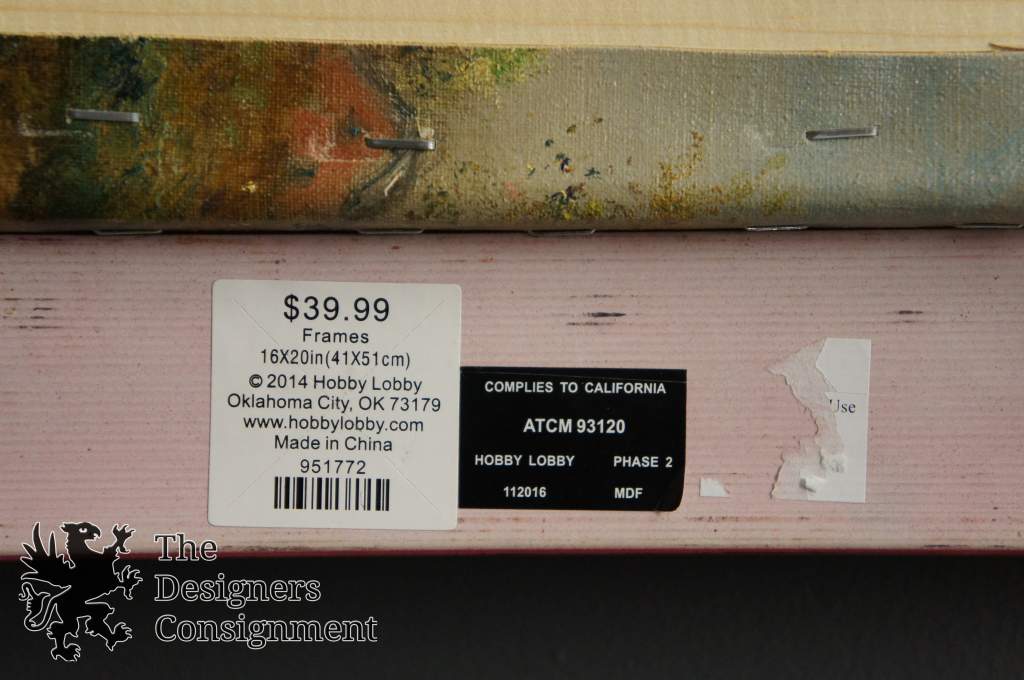 $39.99
Frames
16X20in(41X51cm)
© 2014 Hobby Lobby
Oklahoma City, OK 73179
www.hobbylobby.com
Made in China
951772
COMPLIES TO CALIFORNIA
ATCM 93120
HOBBY LOBBY PHASE 2
112016 MDF
Use
The
Designers
Consignment